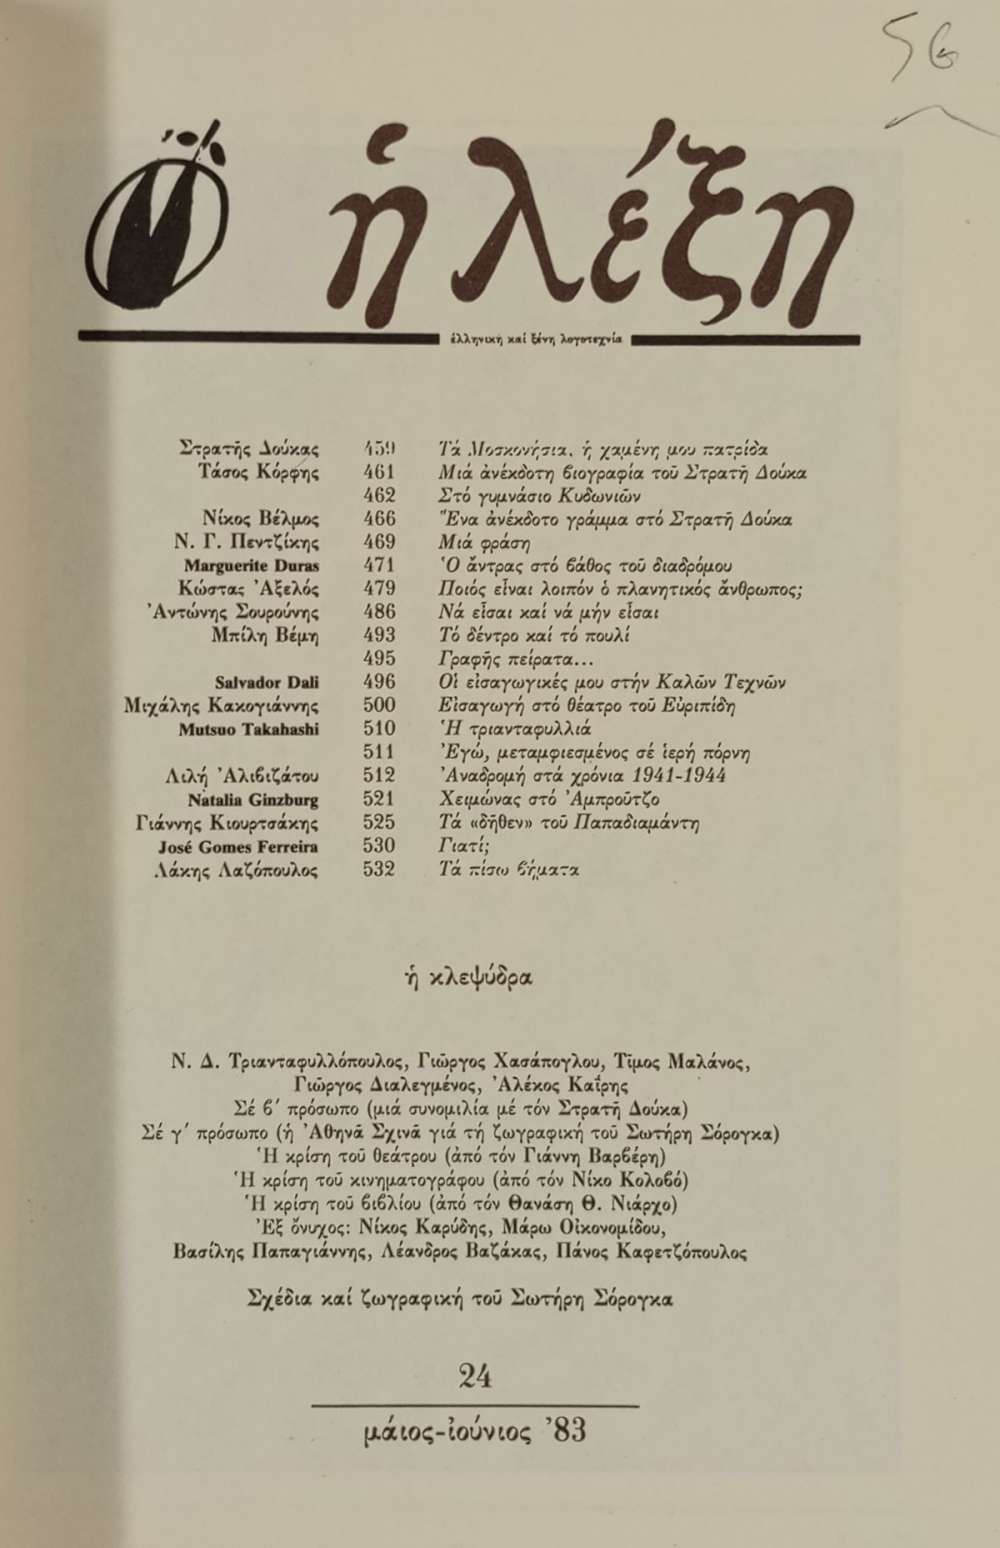 56
ἡ λέξη
ἑλληνική καί ξένη λογοτεχνία
Στρατής Δούκας 459 Τά Μοσκονήσια, ἡ χαμένη μου πατρίδα
Τάσος Κόρφης 461 Μιά ἀνέκδοτη βιογραφία τοῦ Στρατῆ Δούκα
462 Στό γυμνάσιο Κυδωνιῶν
Νίκος Βέλμος 466 Ἕνα ἀνέκδοτο γράμμα στό Στρατῆ Δούκα
Ν. Γ. Πεντζίκης 469 Μιά φράση
Marguerite Duras 471 Ὁ ἄντρας στό βάθος τοῦ διαδρόμου
Κώστας Ἀξελός 479 Ποιός εἶναι λοιπόν ὁ πλανητικός ἄνθρωπος;
Ἀντώνης Σουρούνης 486 Νά εἶσαι καί νά μήν εἶσαι
Μπίλη Βέμη 493 Τό δέντρο καί τό πουλί
495 Γραφῆς πείρατα...
Salvador Dali 496 Οἱ εἰσαγωγικές μου στήν Καλῶν Τεχνῶν
Μιχάλης Κακογιάννης 500 Εἰσαγωγή στό θέατρο τοῦ Εὐριπίδη
Mutsuo Takahashi 510 Ἡ τριανταφυλλιά
511 Ἐγώ, μεταμφιεσμένος σέ ἱερή πόρνη
Λιλή Ἀλιβιζάτου 512 Ἀναδρομή στά χρόνια 1941-1944
Natalia Ginzburg 521 Χειμώνας στό Ἀμπροῦτζο
Γιάννης Κιουρτσάκης 525 Τά «δῆθεν» τοῦ Παπαδιαμάντη
José Gomes Ferreira 530 Γιατί;
Λάκης Λαζόπουλος 532 Τά πίσω βήματα
ἡ κλεψύδρα
Ν. Δ. Τριανταφυλλόπουλος, Γιῶργος Χασάπογλου, Τῖμος Μαλάνος,
Γιῶργος Διαλεγμένος, Ἀλέκος Καΐρης
Σέ β΄ πρόσωπο (μιά συνομιλία μέ τόν Στρατῆ Δούκα)
Σέ γ΄ πρόσωπο (ἡ Ἀθηνᾶ Σχινᾶ γιά τή ζωγραφική τοῦ Σωτήρη Σόρογκα)
Ἡ κρίση τοῦ θεάτρου (ἀπό τόν Γιάννη Βαρβέρη)
Ἡ κρίση τοῦ κινηματογράφου (ἀπό τόν Νίκο Κολοβό)
Ἡ κρίση τοῦ βιβλίου (ἀπό τόν Θανάση Θ. Νιάρχο)
Ἐξ ὄνυχος: Νίκος Καρύδης, Μάρω Οἰκονομίδου,
Βασίλης Παπαγιάννης, Λέανδρος Βαζάκας, Πάνος Καφετζόπουλος
Σχέδια καί ζωγραφική τοῦ Σωτήρη Σόρογκα
24
μάιος-ἰούνιος '83